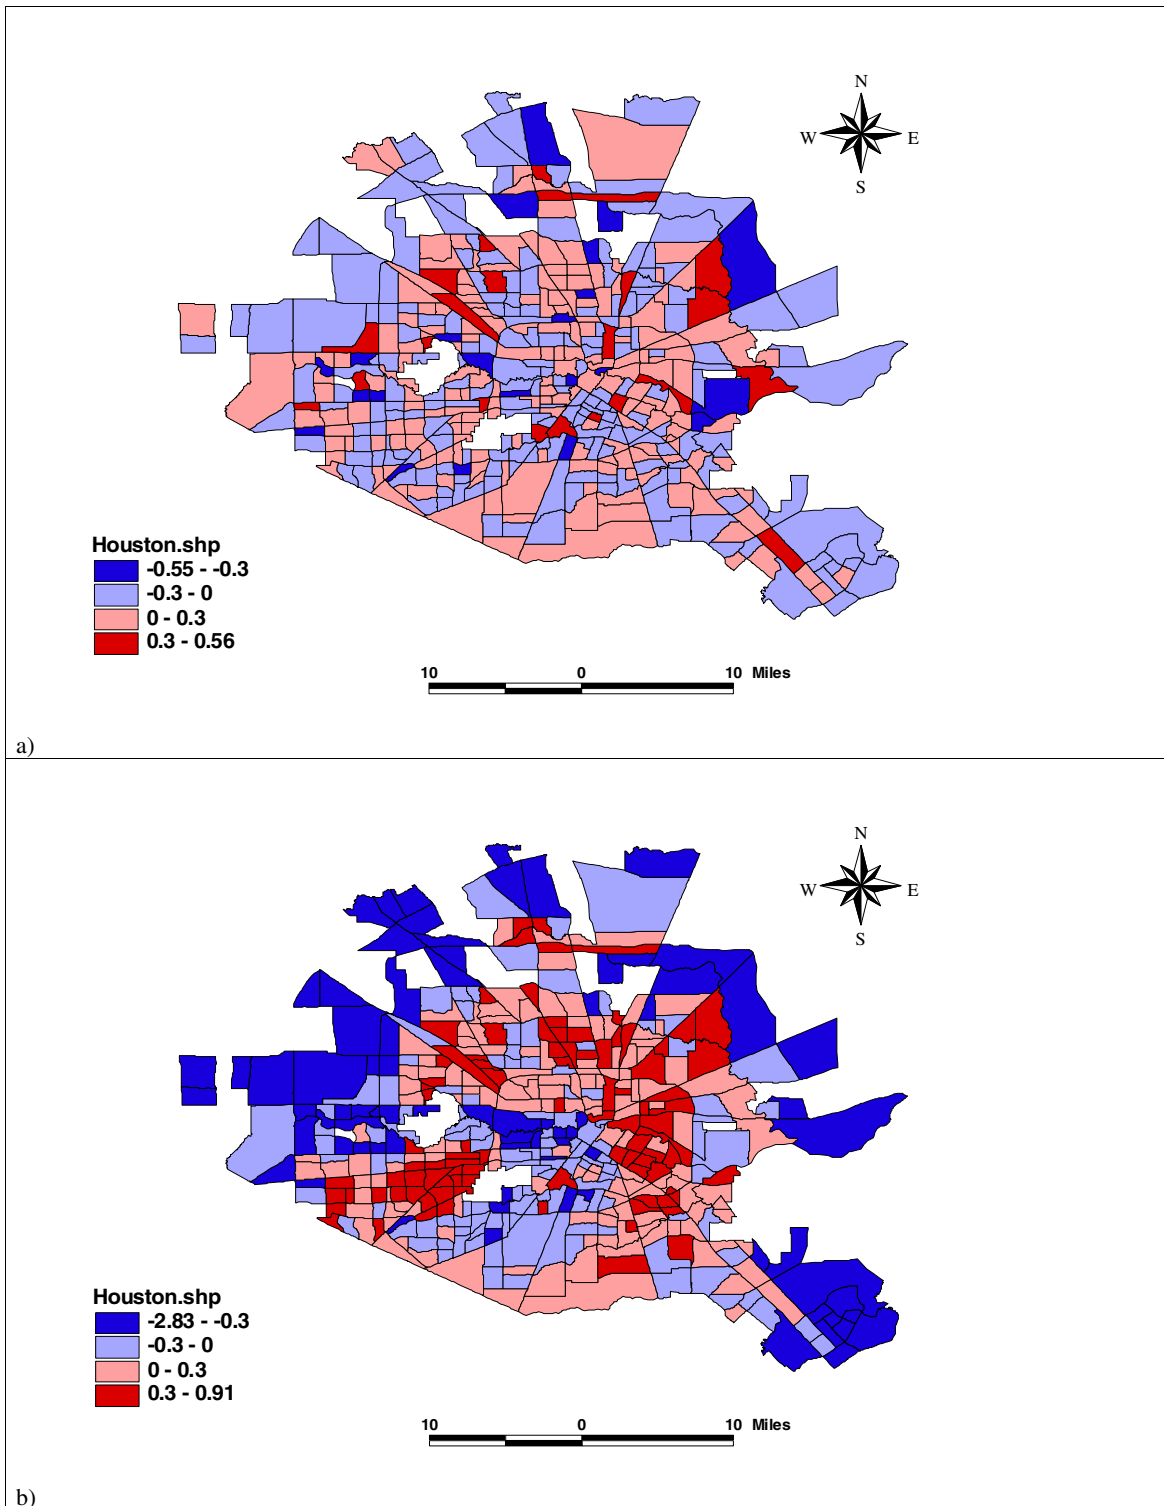 N
W E
S
Houston.shp
-0.55 - -0.3
-0.3 - 0
0 - 0.3
0.3 - 0.56
10 0 10 Miles
a)
N
W E
S
Houston.shp
-2.83 - -0.3
-0.3 - 0
0 - 0.3
0.3 - 0.91
10 0 10 Miles
b)